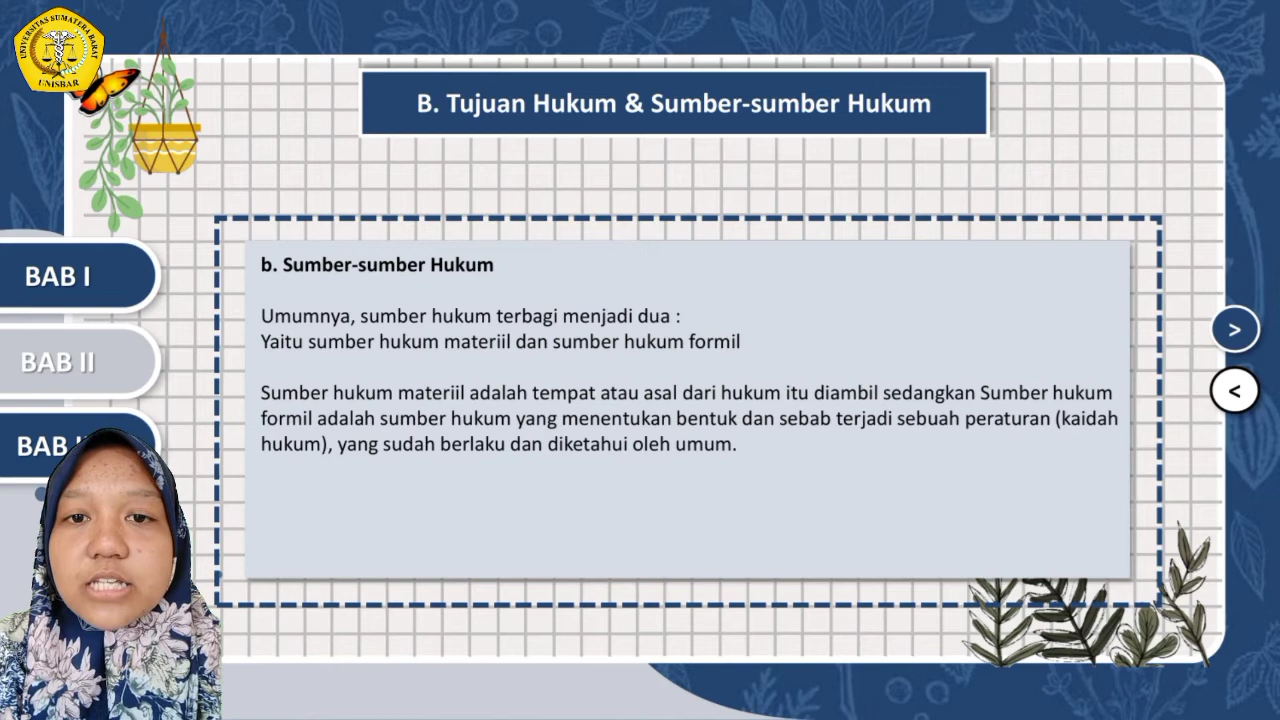 UNIVERSITAS SUMATERA BARAT
UNISBAR
B. Tujuan Hukum & Sumber-sumber Hukum
BAB I
BAB II
BAB
b. Sumber-sumber Hukum
Umumnya, sumber hukum terbagi menjadi dua :
Yaitu sumber hukum materiil dan sumber hukum formil
Sumber hukum materiil adalah tempat atau asal dari hukum itu diambil sedangkan Sumber hukum
formil adalah sumber hukum yang menentukan bentuk dan sebab terjadi sebuah peraturan (kaidah
hukum), yang sudah berlaku dan diketahui oleh umum.
>
<